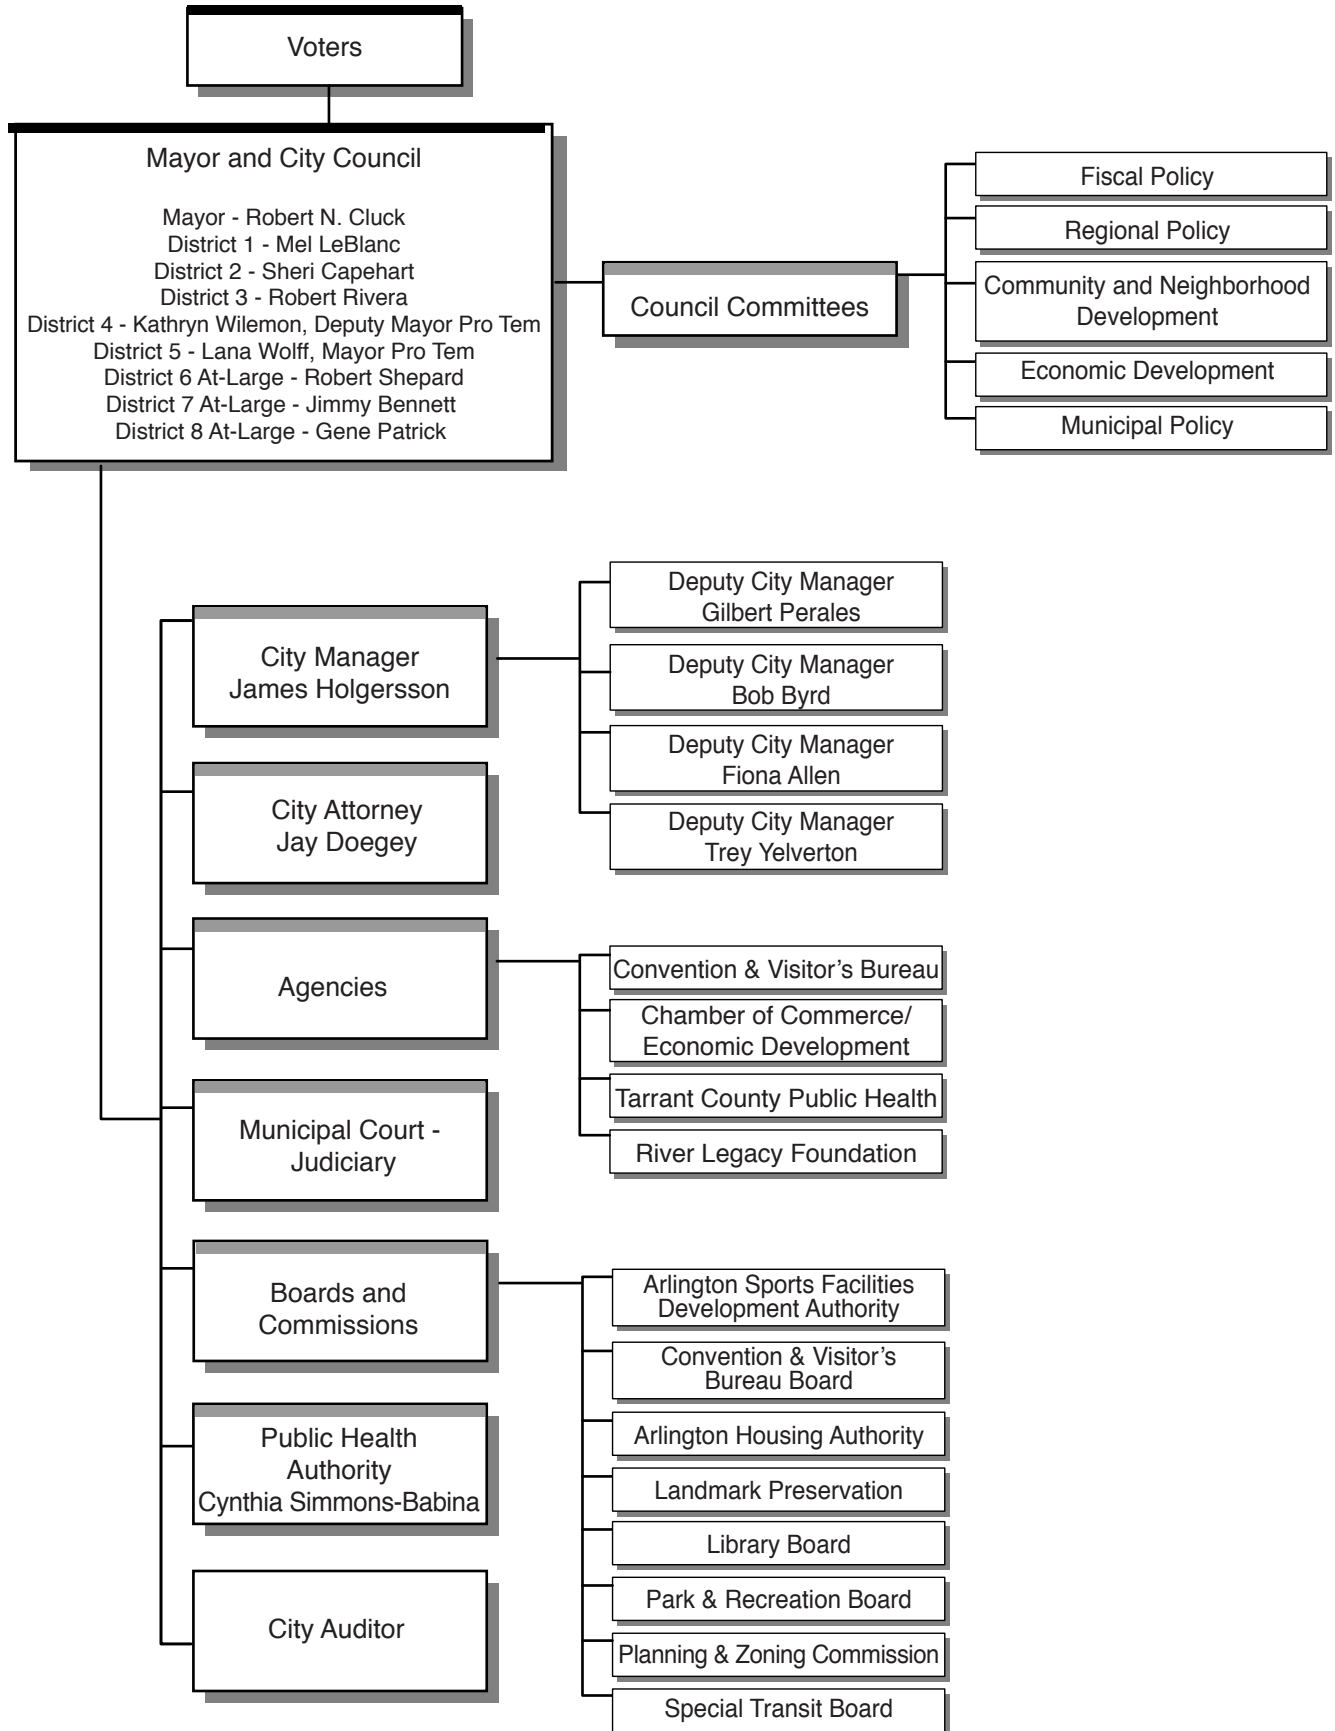 Voters
Mayor and City Council
Mayor - Robert N. Cluck
District 1 - Mel LeBlanc
District 2 - Sheri Capehart
District 3 - Robert Rivera
District 4 - Kathryn Wilemon, Deputy Mayor Pro Tem
District 5 - Lana Wolff, Mayor Pro Tem
District 6 At-Large - Robert Shepard
District 7 At-Large - Jimmy Bennett
District 8 At-Large - Gene Patrick
Council Committees
Fiscal Policy
Regional Policy
Community and Neighborhood
Development
Economic Development
Municipal Policy
City Manager
James Holgersson
Deputy City Manager
Gilbert Perales
Deputy City Manager
Bob Byrd
Deputy City Manager
Fiona Allen
Deputy City Manager
Trey Yelverton
City Attorney
Jay Doegey
Agencies
Convention & Visitor's Bureau
Chamber of Commerce/
Economic Development
Tarrant County Public Health
River Legacy Foundation
Municipal Court -
Judiciary
Boards and
Commissions
Arlington Sports Facilities
Development Authority
Convention & Visitor's
Bureau Board
Arlington Housing Authority
Landmark Preservation
Library Board
Park & Recreation Board
Planning & Zoning Commission
Special Transit Board
Public Health
Authority
Cynthia Simmons-Babina
City Auditor